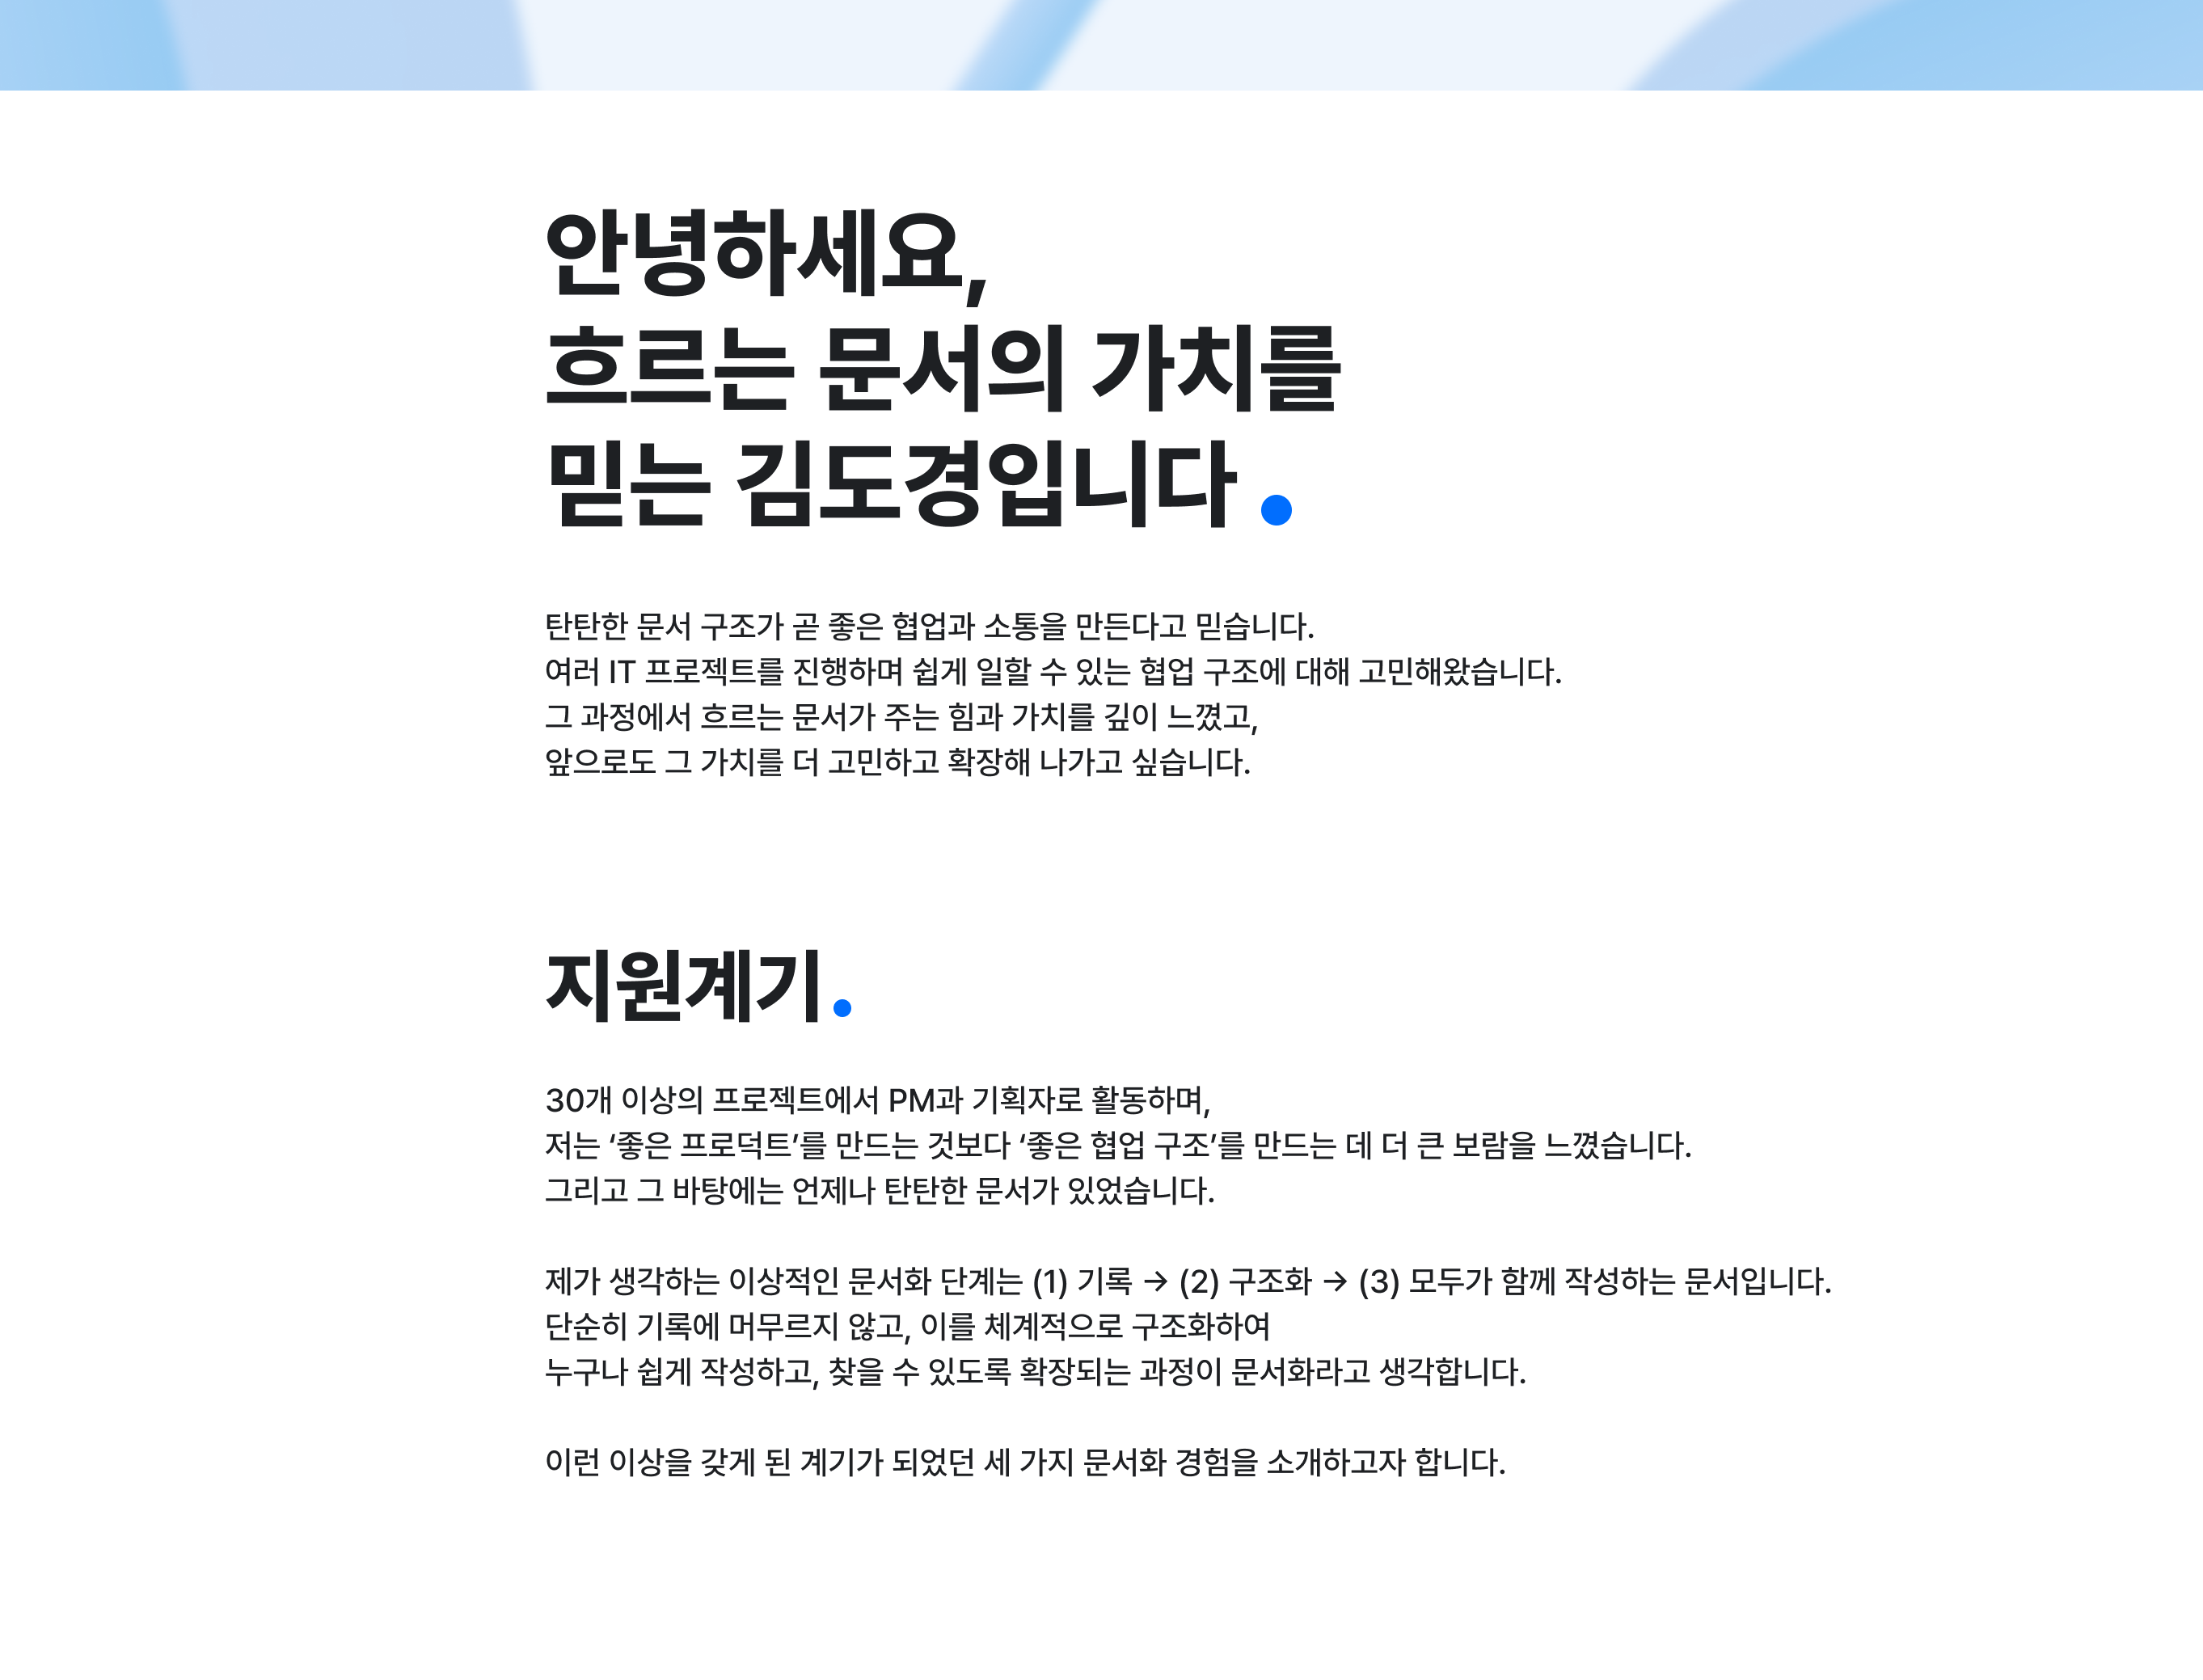 안녕하세요,
흐르는 문서의 가치를
믿는 김도경입니다.
탄탄한 문서 구조가 곧 좋은 협업과 소통을 만든다고 믿습니다.
여러 IT 프로젝트를 진행하며 쉽게 일할 수 있는 협업 구조에 대해 고민해왔습니다.
그 과정에서 흐르는 문서가 주는 힘과 가치를 깊이 느꼈고,
앞으로도 그 가치를 더 고민하고 확장해 나가고 싶습니다.
지원계기.
30개 이상의 프로젝트에서 PM과 기획자로 활동하며,
저는 ‘좋은 프로덕트’를 만드는 것보다 ‘좋은 협업 구조’를 만드는 데 더 큰 보람을 느꼈습니다.
그리고 그 바탕에는 언제나 탄탄한 문서가 있었습니다.
제가 생각하는 이상적인 문서화 단계는 (1) 기록 → (2) 구조화 → (3) 모두가 함께 작성하는 문서입니다.
단순히 기록에 머무르지 않고, 이를 체계적으로 구조화하여
누구나 쉽게 작성하고, 찾을 수 있도록 확장되는 과정이 문서화라고 생각합니다.
이런 이상을 갖게 된 계기가 되었던 세 가지 문서화 경험을 소개하고자 합니다.